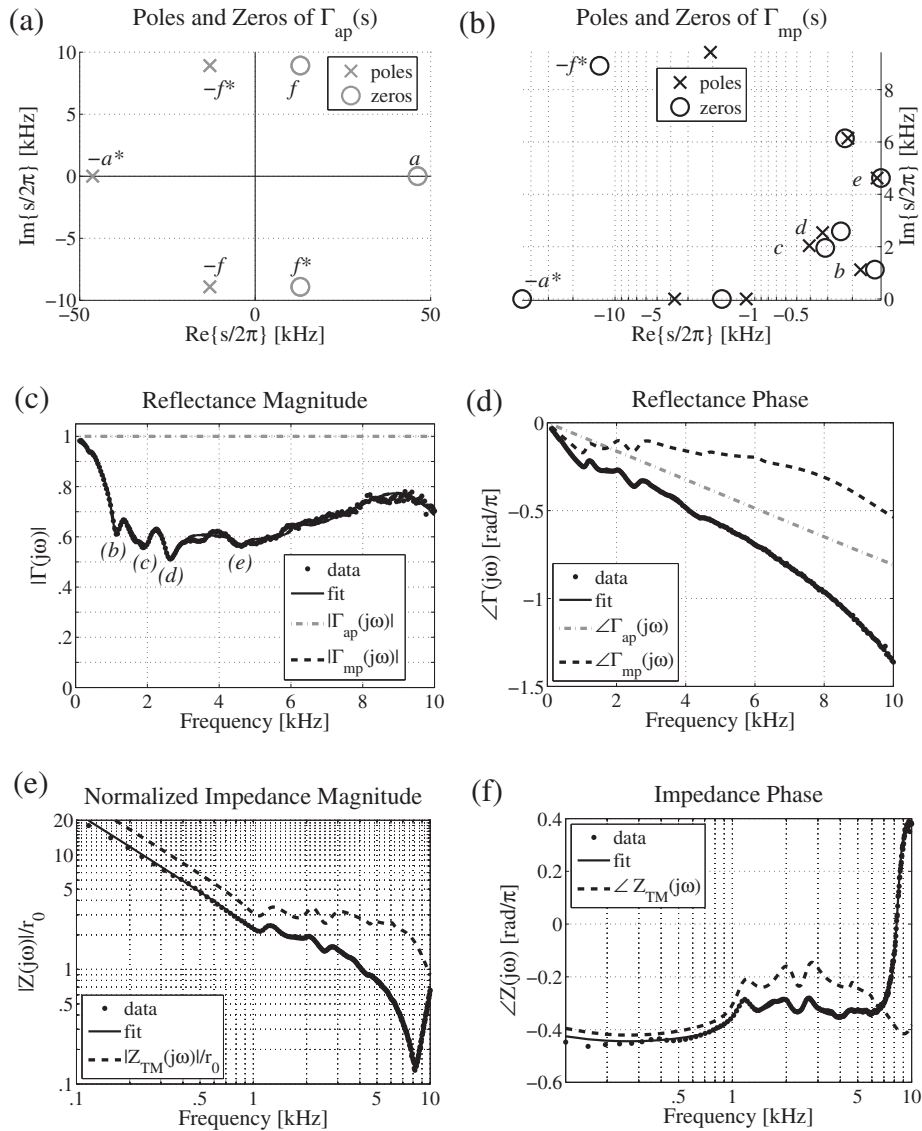 (a) Poles and Zeros of Γap(s)
10
5
0
−5
−10
−50
0
50
Im{s/2π} [kHz]
Re{s/2π} [kHz]
−f*
f
poles
zeros
−a*
a
−f
f*
(b) Poles and Zeros of Γmp(s)
−f*
poles
zeros
e
d
c
b
−a*
8
6
4
2
0
Im{s/2π} [kHz]
−10
−5
−1
−0.5
Re{s/2π} [kHz]
(c) Reflectance Magnitude
1
.8
.6
.4
.2
0
|Γ(jω)|
(b)
(c)
(d)
(e)
data
fit
|Γap(jω)|
|Γmp(jω)|
0
2
4
6
8
10
Frequency [kHz]
(d) Reflectance Phase
−0
−0.5
−1
−1.5
∠Γ(jω) [rad/π]
data
fit
∠Γap(jω)
∠Γmp(jω)
0
2
4
6
8
10
Frequency [kHz]
(e) Normalized Impedance Magnitude
20
10
5
1
.5
.1
|Z(jω)|/r0
data
fit
|ZTM(jω)|/r0
0.1
0.5
1
5
10
Frequency [kHz]
(f) Impedance Phase
0.4
0.2
0
−0.2
−0.4
−0.6
∠Z(jω) [rad/π]
data
fit
∠ ZTM(jω)
.1
0.5
1
5
10
Frequency [kHz]